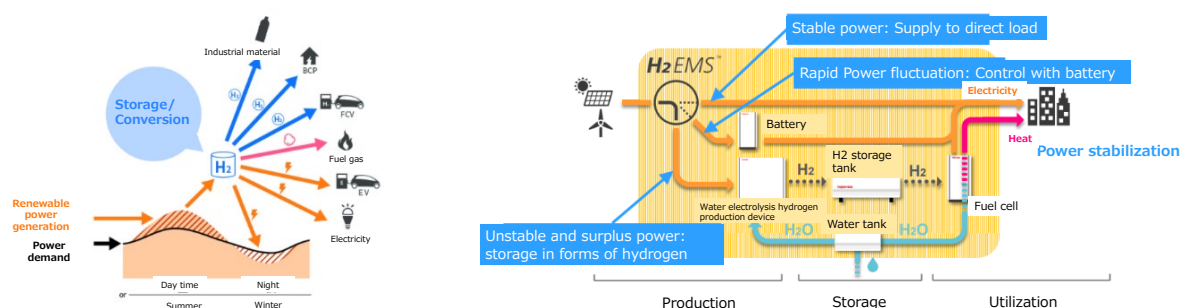 Industrial material
BCP
Storage/
Conversion
H₂
H₂
H₂
FCV
H₂
Fuel gas
EV
Renewable
power
generation
Electricity
Power
demand
Day time
Night
or
Summer
Winter
Stable power: Supply to direct load
H2EMS™
Rapid Power fluctuation: Control with battery
Electricity
Battery
Heat
Power stabilization
H2 storage
tank
H₂
H₂
TOSHIBA
Water electrolysis hydrogen
production device
Fuel cell
Water tank
H₂O
H₂O
Unstable and surplus power:
storage in forms of hydrogen
Production
Storage
Utilization